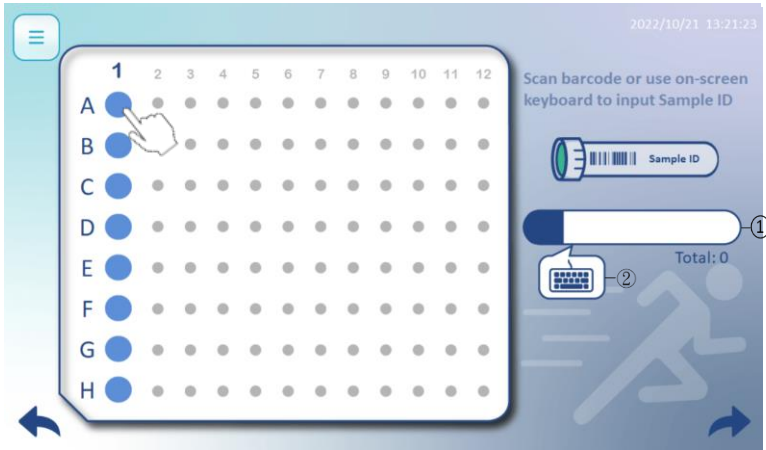 2022/10/21 13:21:23
1 2 3 4 5 6 7 8 9 10 11 12
A
B
C
D
E
F
G
H
Scan barcode or use on-screen
keyboard to input Sample ID
Sample ID
①
Total: 0
②